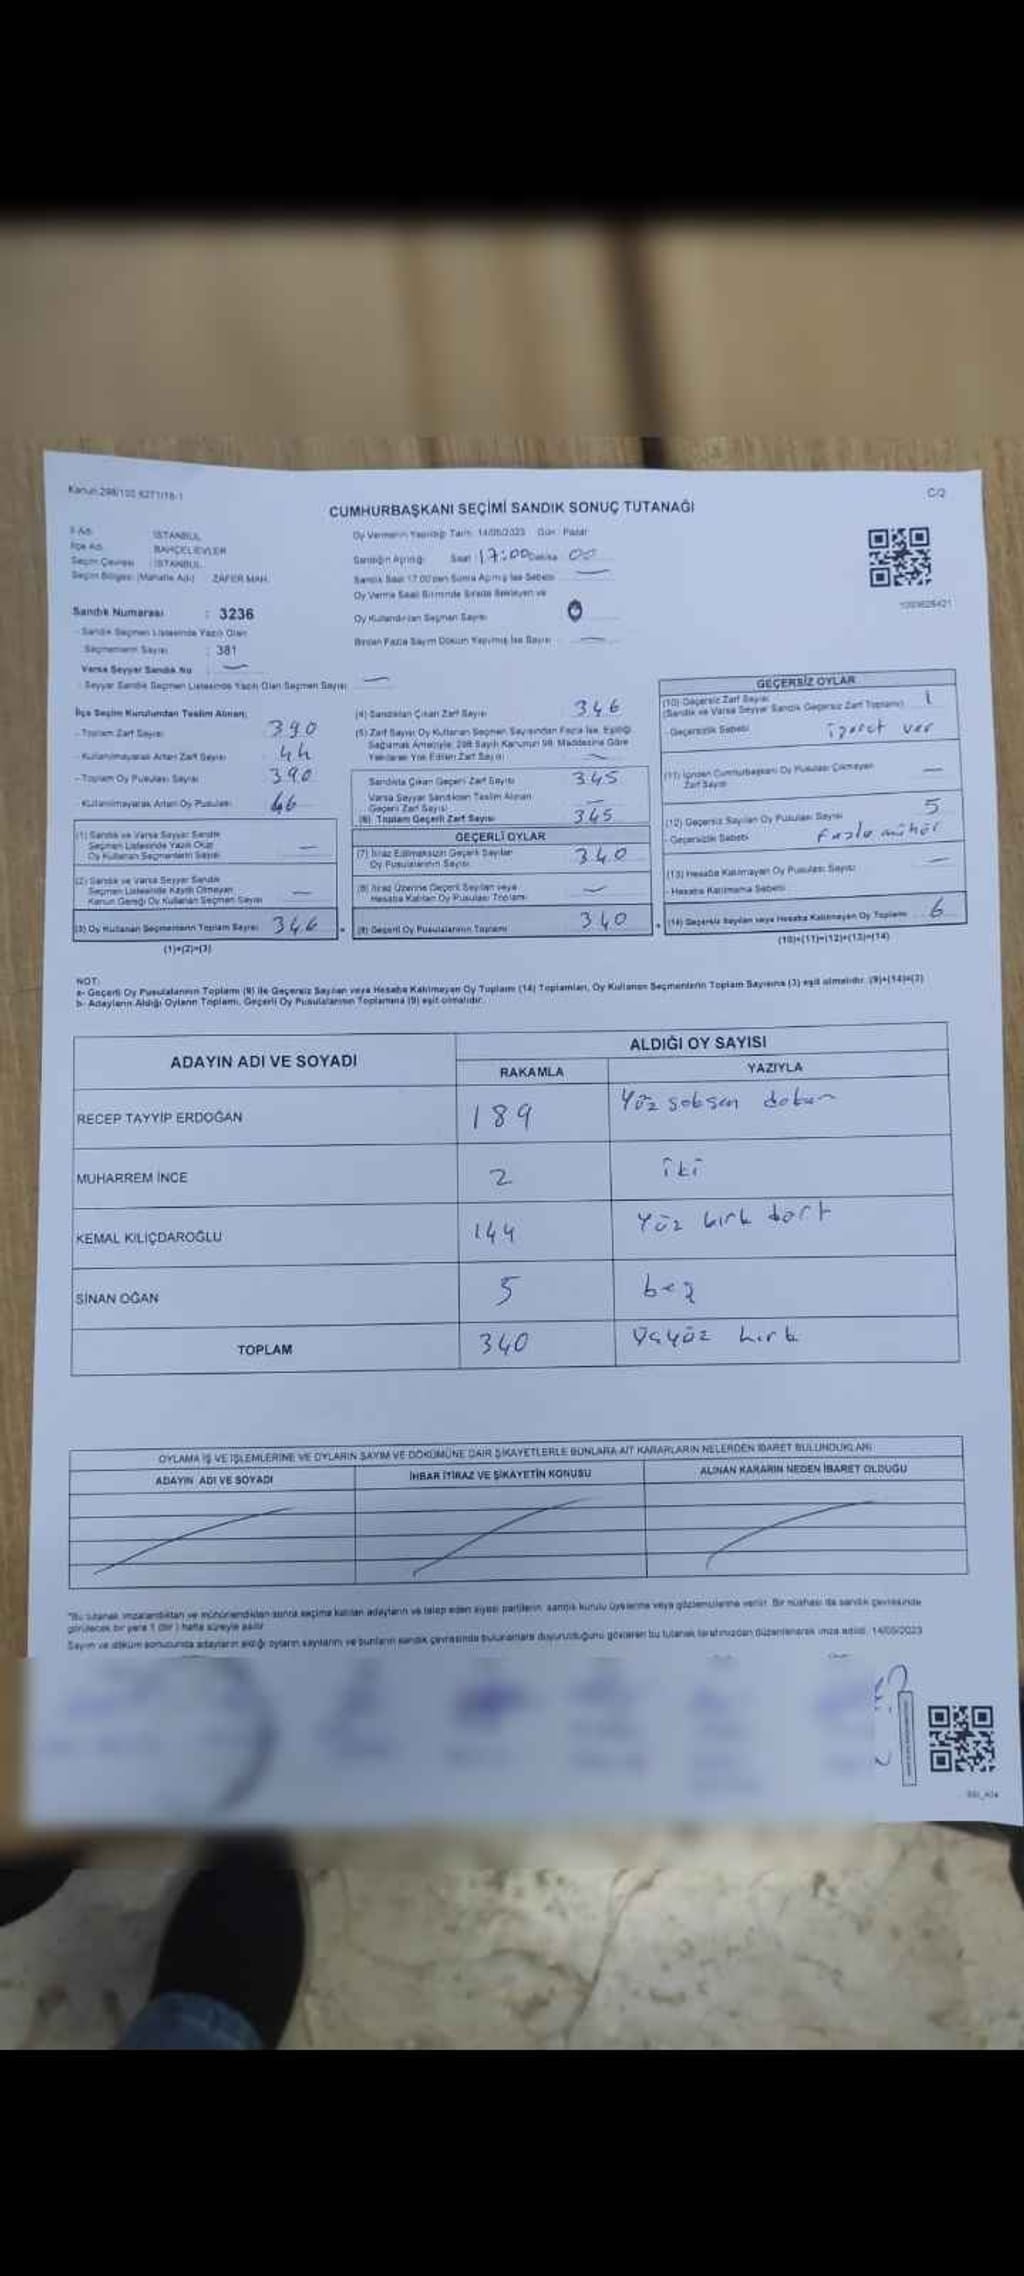 Kanun:298/105 6271/18-1
C/2
CUMHURBAŞKANI SEÇİMİ SANDIK SONUÇ TUTANAĞI
İl Adı : İSTANBUL
İlçe Adı : BAHÇELİEVLER
Seçim Çevresi : İSTANBUL
Seçim Bölgesi (Mahalle Adı) : ZAFER MAH.
Sandık Numarası : 3236
- Sandık Seçmen Listesinde Yazılı Olan
Seçmenlerin Sayısı : 381
Varsa Seyyar Sandık No
- Seyyar Sandık Seçmen Listesinde Yazılı Olan Seçmen Sayısı
Oy Vermenin Yapıldığı Tarih: 14/05/2023 Gün : Pazar
Sandığın Açıldığı Saat 17:00 Dakika 00
Sandık Saat 17.00'den Sonra Açılmış İse Sebebi
Oy Verme Saati Bitiminde Sırada Bekleyen ve
Oy Kullandırılan Seçmen Sayısı 0
Birden Fazla Sayım Döküm Yapılmış İse Sayısı
İlçe Seçim Kurulundan Teslim Alınan;
- Toplam Zarf Sayısı 390
- Kullanılmayarak Artan Zarf Sayısı 44
- Toplam Oy Pusulası Sayısı 390
- Kullanılmayarak Artan Oy Pusulası
(1) Sandık ve Varsa Seyyar Sandık
Seçmen Listesinde Yazılı Olup
Oy Kullanan Seçmenlerin Sayısı
(2) Sandık ve Varsa Seyyar Sandık
Seçmen Listesinde Kayıtlı Olmayan
Kanun Gereği Oy Kullanan Seçmen Sayısı
(3) Oy Kullanan Seçmenlerin Toplam Sayısı 346
(1)+(2)=(3)
(4) Sandıktan Çıkan Zarf Sayısı 346
(5) Zarf Sayısı Oy Kullanan Seçmen Sayısından Fazla İse, Eşitliği
Sağlamak Amacıyla; 298 Sayılı Kanunun 98. Maddesine Göre
Yakılarak Yok Edilen Zarf Sayısı
Sandıkta Çıkan Geçerli Zarf Sayısı 345
Varsa Seyyar Sandıktan Teslim Alınan
Geçerli Zarf Sayısı
(6) Toplam Geçerli Zarf Sayısı 345
GEÇERLİ OYLAR
(7) İtiraz Edilmeksizin Geçerli Sayılan
Oy Pusulalarının Sayısı 340
(8) İtiraz Üzerine Geçerli Sayılan veya
Hesaba Katılan Oy Pusulası Toplamı
(9) Geçerli Oy Pusulalarının Toplamı 340
GEÇERSİZ OYLAR
(10) Geçersiz Zarf Sayısı 1
(Sandık ve Varsa Seyyar Sandık Geçersiz Zarf Toplamı)
- Geçersizlik Sebebi işaret var
(11) İçinden Cumhurbaşkanı Oy Pusulası Çıkmayan
Zarf Sayısı
(12) Geçersiz Sayılan Oy Pusulası Sayısı 5
- Geçersizlik Sebebi Fazla mühür
(13) Hesaba Katılmayan Oy Pusulası Sayısı
- Hesaba Katılmama Sebebi
(14) Geçersiz Sayılan veya Hesaba Katılmayan Oy Toplamı 6
(10)+(11)+(12)+(13)=(14)
NOT:
a- Geçerli Oy Pusulalarının Toplamı (9) ile Geçersiz Sayılan veya Hesaba Katılmayan Oy Toplamı (14) Toplamları, Oy Kullanan Seçmenlerin Toplam Sayısına (3) eşit olmalıdır. (9)+(14)=(3)
b- Adayların Aldığı Oyların Toplamı, Geçerli Oy Pusulalarının Toplamına (9) eşit olmalıdır.
ADAYIN ADI VE SOYADI
ALDIĞI OY SAYISI
RAKAMLA YAZIYLA
RECEP TAYYİP ERDOĞAN 189 Yüz seksen dokuz
MUHARREM İNCE 2 iki
KEMAL KILIÇDAROĞLU 144 Yüz kırk dört
SİNAN OĞAN 5 beş
TOPLAM 340 Üçyüz kırk
OYLAMA İŞ VE İŞLEMLERİNE VE OYLARIN SAYIM VE DÖKÜMÜNE DAİR ŞİKAYETLERLE BUNLARA AİT KARARLARIN NELERDEN İBARET BULUNDUKLARI
ADAYIN ADI VE SOYADI İHBAR İTİRAZ VE ŞİKAYETİN KONUSU ALINAN KARARIN NEDEN İBARET OLDUĞU
*Bu tutanak imzalandıktan ve mühürlendikten sonra seçime katılan adayların ve talep eden siyasi partilerin, sandık kurulu üyelerine veya gözlemcilerine verilir. Bir nüshası da sandık çevresinde
görülecek bir yere 1 (Bir) hafta süreyle asılır.
Sayım ve döküm sonucunda adayların aldığı oyların sayılarını ve bunların sandık çevresinde bulunanlara duyurulduğunu gösteren bu tutanak tarafımızdan düzenlenerek imza edildi. 14/05/2023